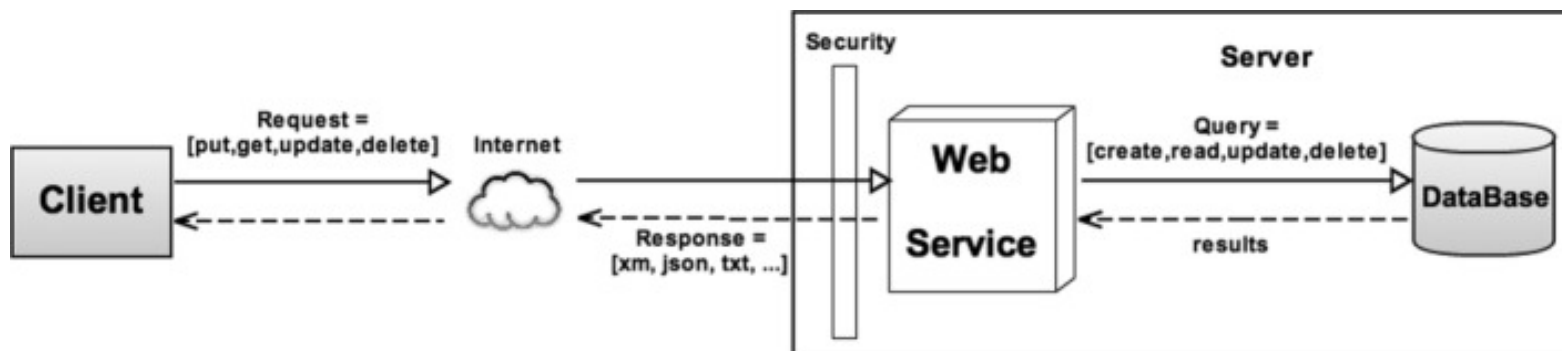 Security
Server
Request =
[put,get,update,delete]
Internet
Client
Web
Service
Query =
[create,read,update,delete]
DataBase
Response =
[xm, json, txt, ...]
results